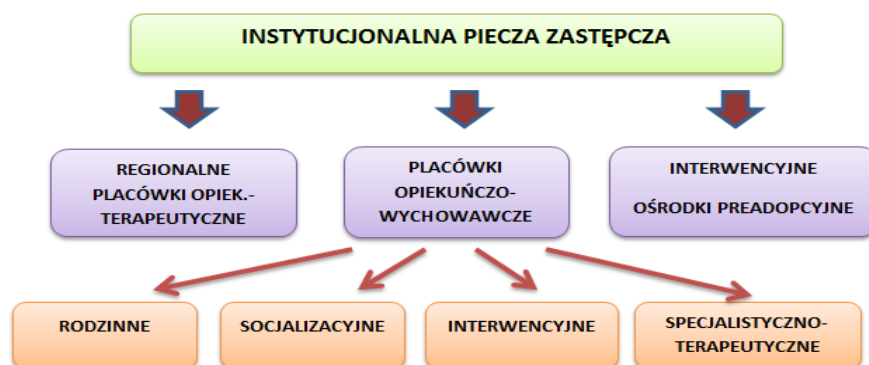 INSTYTUCJONALNA PIECZA ZASTĘPCZA
REGIONALNE
PLACÓWKI OPIEK.-
TERAPEUTYCZNE
PLACÓWKI
OPIEKUŃCZO-
WYCHOWAWCZE
INTERWENCYJNE
OŚRODKI PREADOPCYJNE
RODZINNE
SOCJALIZACYJNE
INTERWENCYJNE
SPECJALISTYCZNO-
TERAPEUTYCZNE